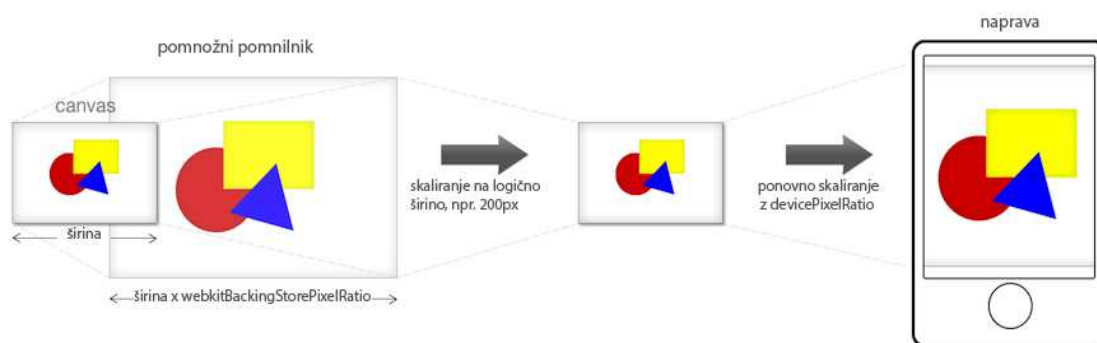 pomnožni pomnilnik
canvas
širina
širina x webkitBackingStorePixelRatio
skaliranje na logično
širino, npr. 200px
ponovno skaliranje
z devicePixelRatio
naprava